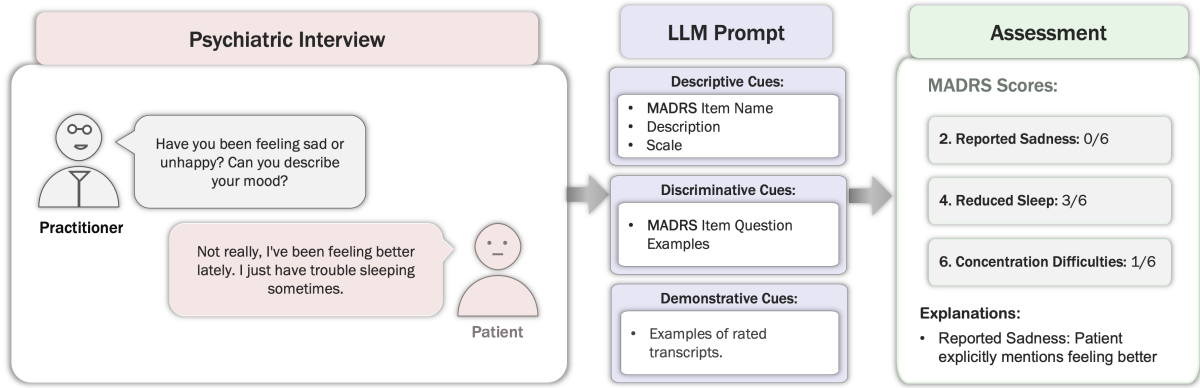 Psychiatric Interview
Have you been feeling sad or
unhappy? Can you describe
your mood?
Practitioner
Not really, I've been feeling better
lately. I just have trouble sleeping
sometimes.
Patient
LLM Prompt
Descriptive Cues:
• MADRS Item Name
• Description
• Scale
Discriminative Cues:
• MADRS Item Question
Examples
Demonstrative Cues:
• Examples of rated
transcripts.
Assessment
MADRS Scores:
2. Reported Sadness: 0/6
4. Reduced Sleep: 3/6
6. Concentration Difficulties: 1/6
Explanations:
• Reported Sadness: Patient
explicitly mentions feeling better